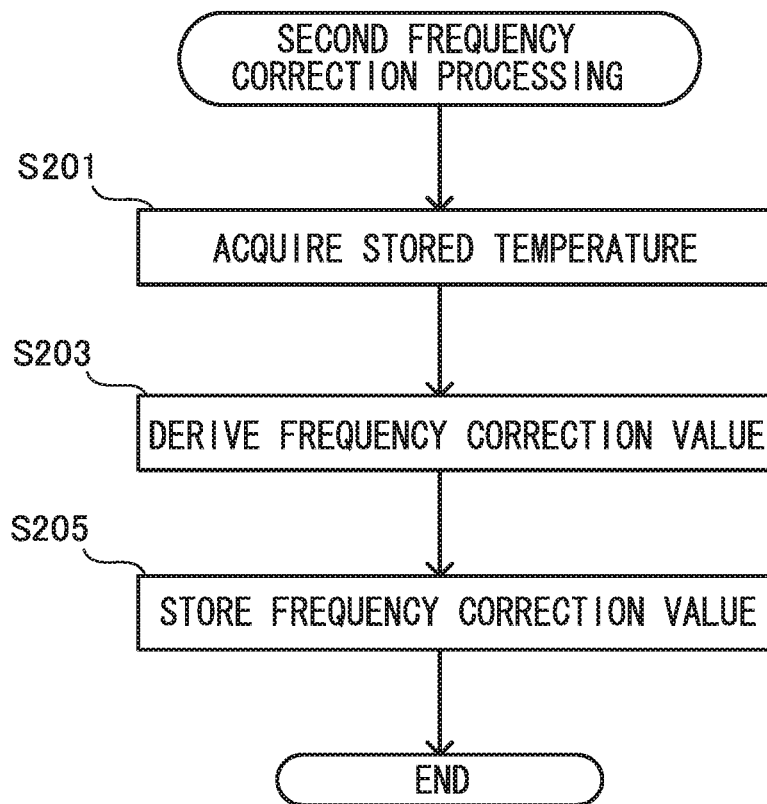 SECOND FREQUENCY
CORRECTION PROCESSING
S201
ACQUIRE STORED TEMPERATURE
S203
DERIVE FREQUENCY CORRECTION VALUE
S205
STORE FREQUENCY CORRECTION VALUE
END